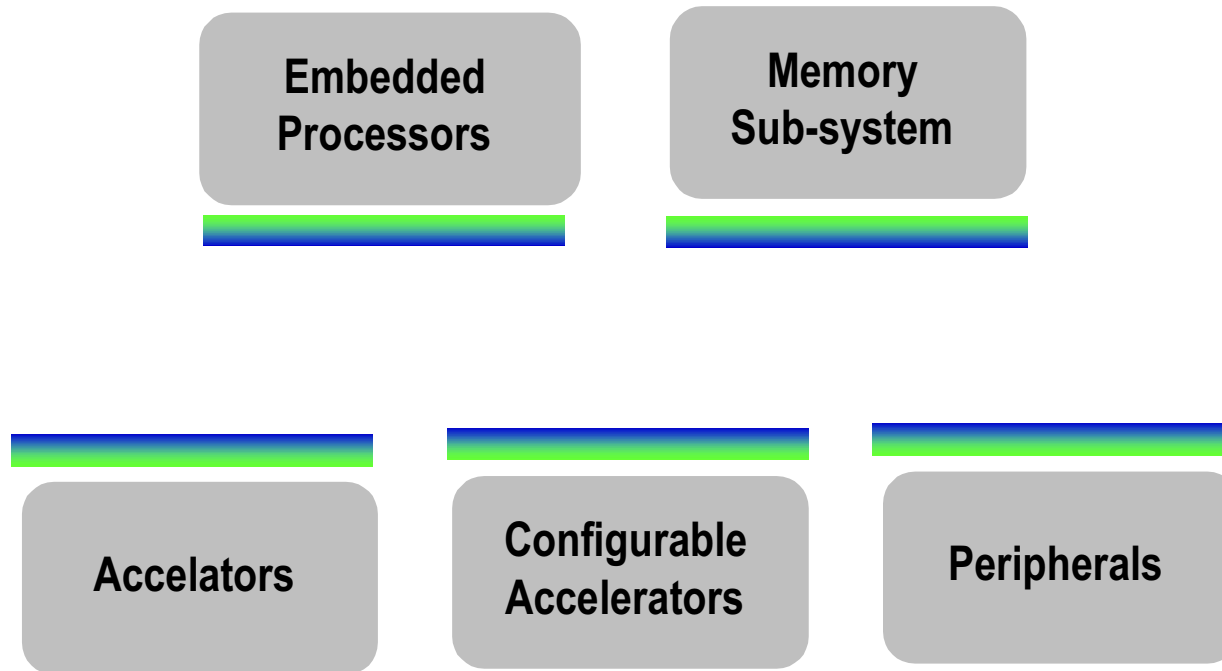 Embedded
Processors
Memory
Sub-system
Accelators
Configurable
Accelerators
Peripherals